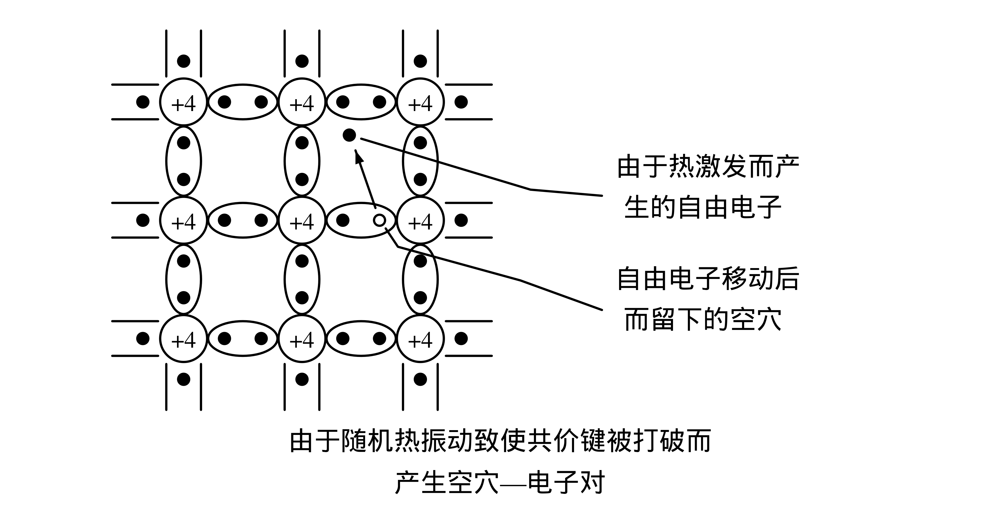 +4 +4 +4
+4 +4 +4
+4 +4 +4
由于热激发而产
生的自由电子
自由电子移动后
而留下的空穴
由于随机热振动致使共价键被打破而
产生空穴—电子对